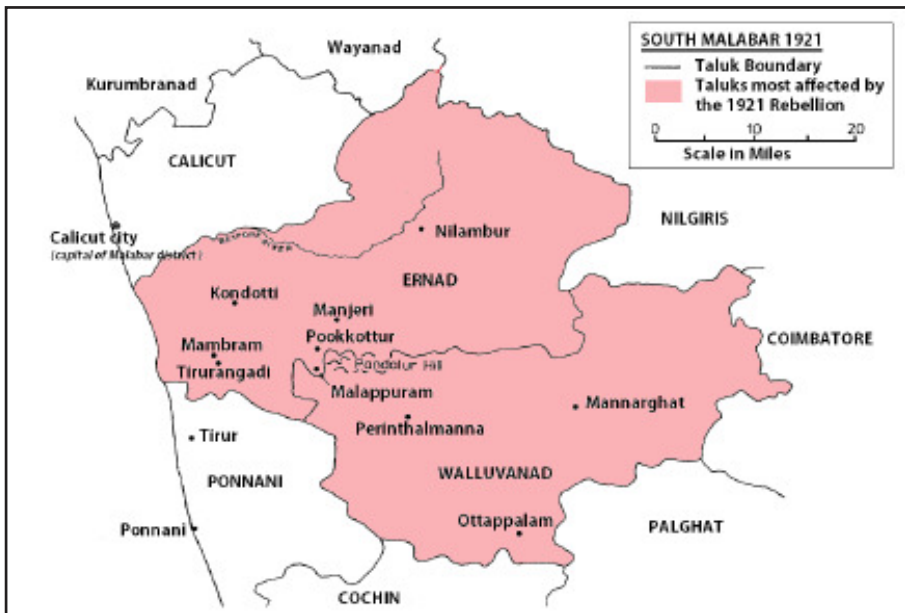 SOUTH MALABAR 1921
Taluk Boundary
Taluks most affected by
the 1921 Rebellion
0 10 20
Scale in Miles
Wayanad
Kurumbranad
CALICUT
NILGIRIS
Calicut city
(capital of Malabar district)
Nilambur
RIVER
ERNAD
Kondotti
Manjeri
Pookkottur
COIMBATORE
Mambram
Tirurangadi
Pandalur Hill
Malappuram
Mannarghat
Perinthalmanna
Tirur
WALLUVANAD
PONNANI
Ottappalam
PALGHAT
Ponnani
COCHIN